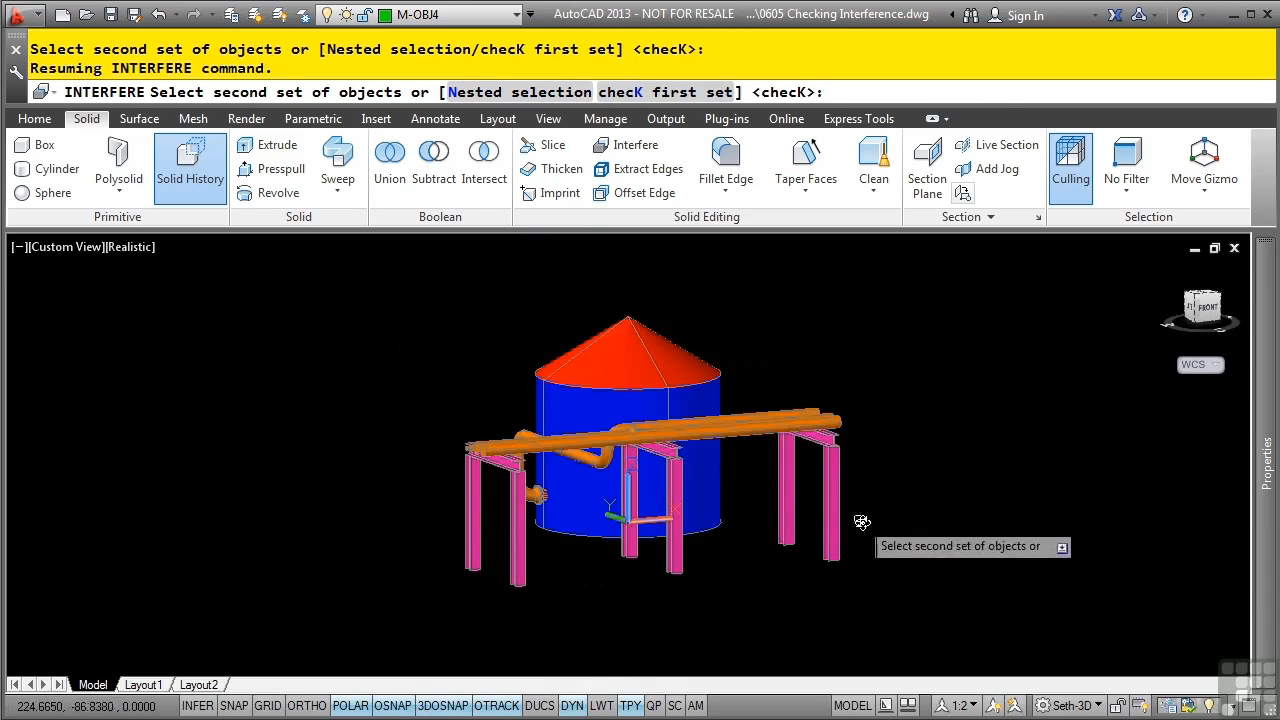 M-OBJ4 AutoCAD 2013 - NOT FOR RESALE ...\0605 Checking Interference.dwg Sign In
Select second set of objects or [Nested selection/checK first set] <checK>:
Resuming INTERFERE command.
INTERFERE Select second set of objects or [Nested selection checK first set] <checK>:
Home Solid Surface Mesh Render Parametric Insert Annotate Layout View Manage Output Plug-ins Online Express Tools
Box Extrude Slice Interfere Live Section
Cylinder Presspull Thicken Extract Edges Add Jog
Sphere Revolve Imprint Offset Edge
Polysolid Solid History Sweep Union Subtract Intersect Fillet Edge Taper Faces Clean Section Plane Culling No Filter Move Gizmo
Primitive Solid Boolean Solid Editing Section Selection
[−][Custom View][Realistic]
FRONT
WCS
Properties
Y
X
Select second set of objects or
Model Layout1 Layout2
224.6650, -86.8380, 0.0000 INFER SNAP GRID ORTHO POLAR OSNAP 3DOSNAP OTRACK DUCS DYN LWT TPY QP SC AM MODEL 1:2 Seth-3D